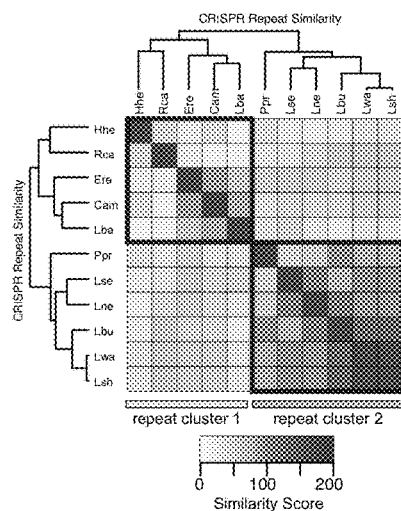 CRISPR Repeat Similarity
Hhe Rca Ere Cam Lba Ppr Lse Lne Lbu Lwa Lsh
CRISPR Repeat Similarity
Hhe
Rca
Ere
Cam
Lba
Ppr
Lse
Lne
Lbu
Lwa
Lsh
repeat cluster 1 repeat cluster 2
0 100 200
Similarity Score